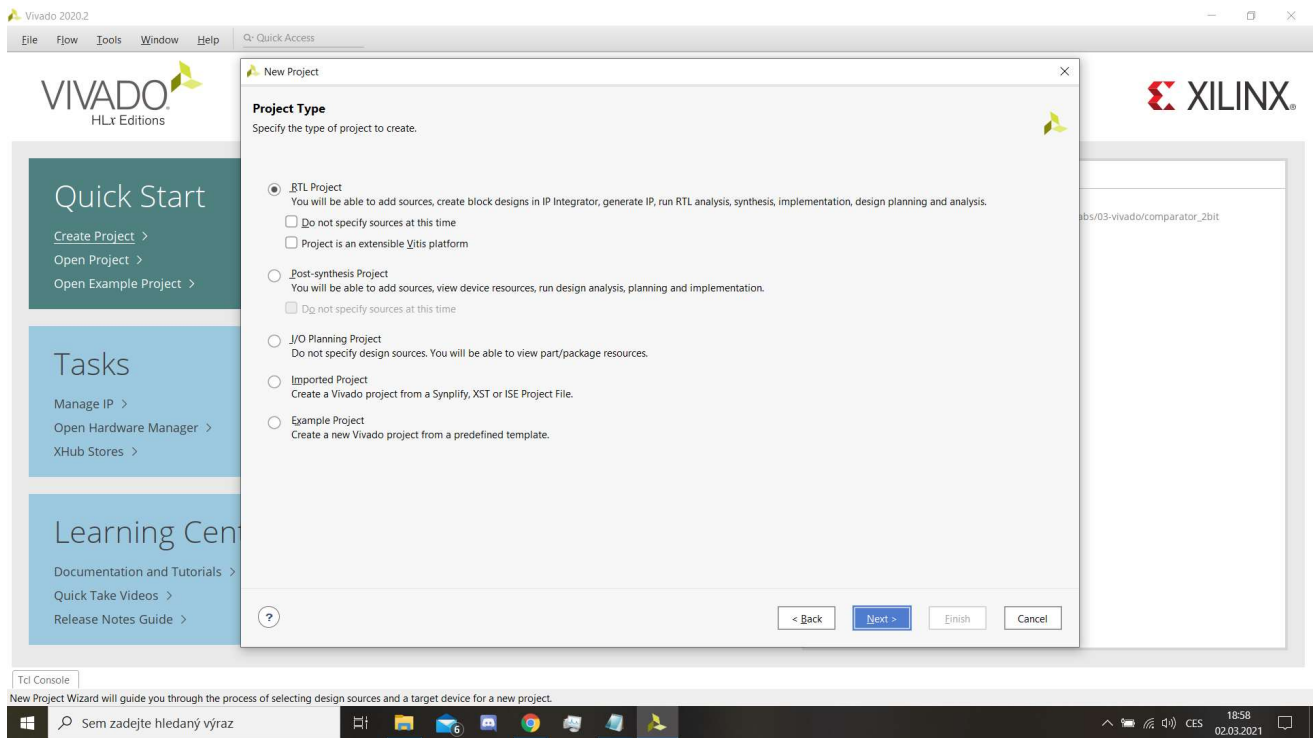 Vivado 2020.2
File Flow Tools Window Help Quick Access
VIVADO.
HLx Editions
XILINX®
Quick Start
Create Project >
Open Project >
Open Example Project >
Tasks
Manage IP >
Open Hardware Manager >
XHub Stores >
Learning Cen
Documentation and Tutorials >
Quick Take Videos >
Release Notes Guide >
New Project
Project Type
Specify the type of project to create.
RTL Project
You will be able to add sources, create block designs in IP Integrator, generate IP, run RTL analysis, synthesis, implementation, design planning and analysis.
Do not specify sources at this time
Project is an extensible Vitis platform
Post-synthesis Project
You will be able to add sources, view device resources, run design analysis, planning and implementation.
Do not specify sources at this time
I/O Planning Project
Do not specify design sources. You will be able to view part/package resources.
Imported Project
Create a Vivado project from a Synplify, XST or ISE Project File.
Example Project
Create a new Vivado project from a predefined template.
?
< Back Next > Finish Cancel
abs/03-vivado/comparator_2bit
Tcl Console
New Project Wizard will guide you through the process of selecting design sources and a target device for a new project.
Sem zadejte hledaný výraz
6
CES
18:58
02.03.2021